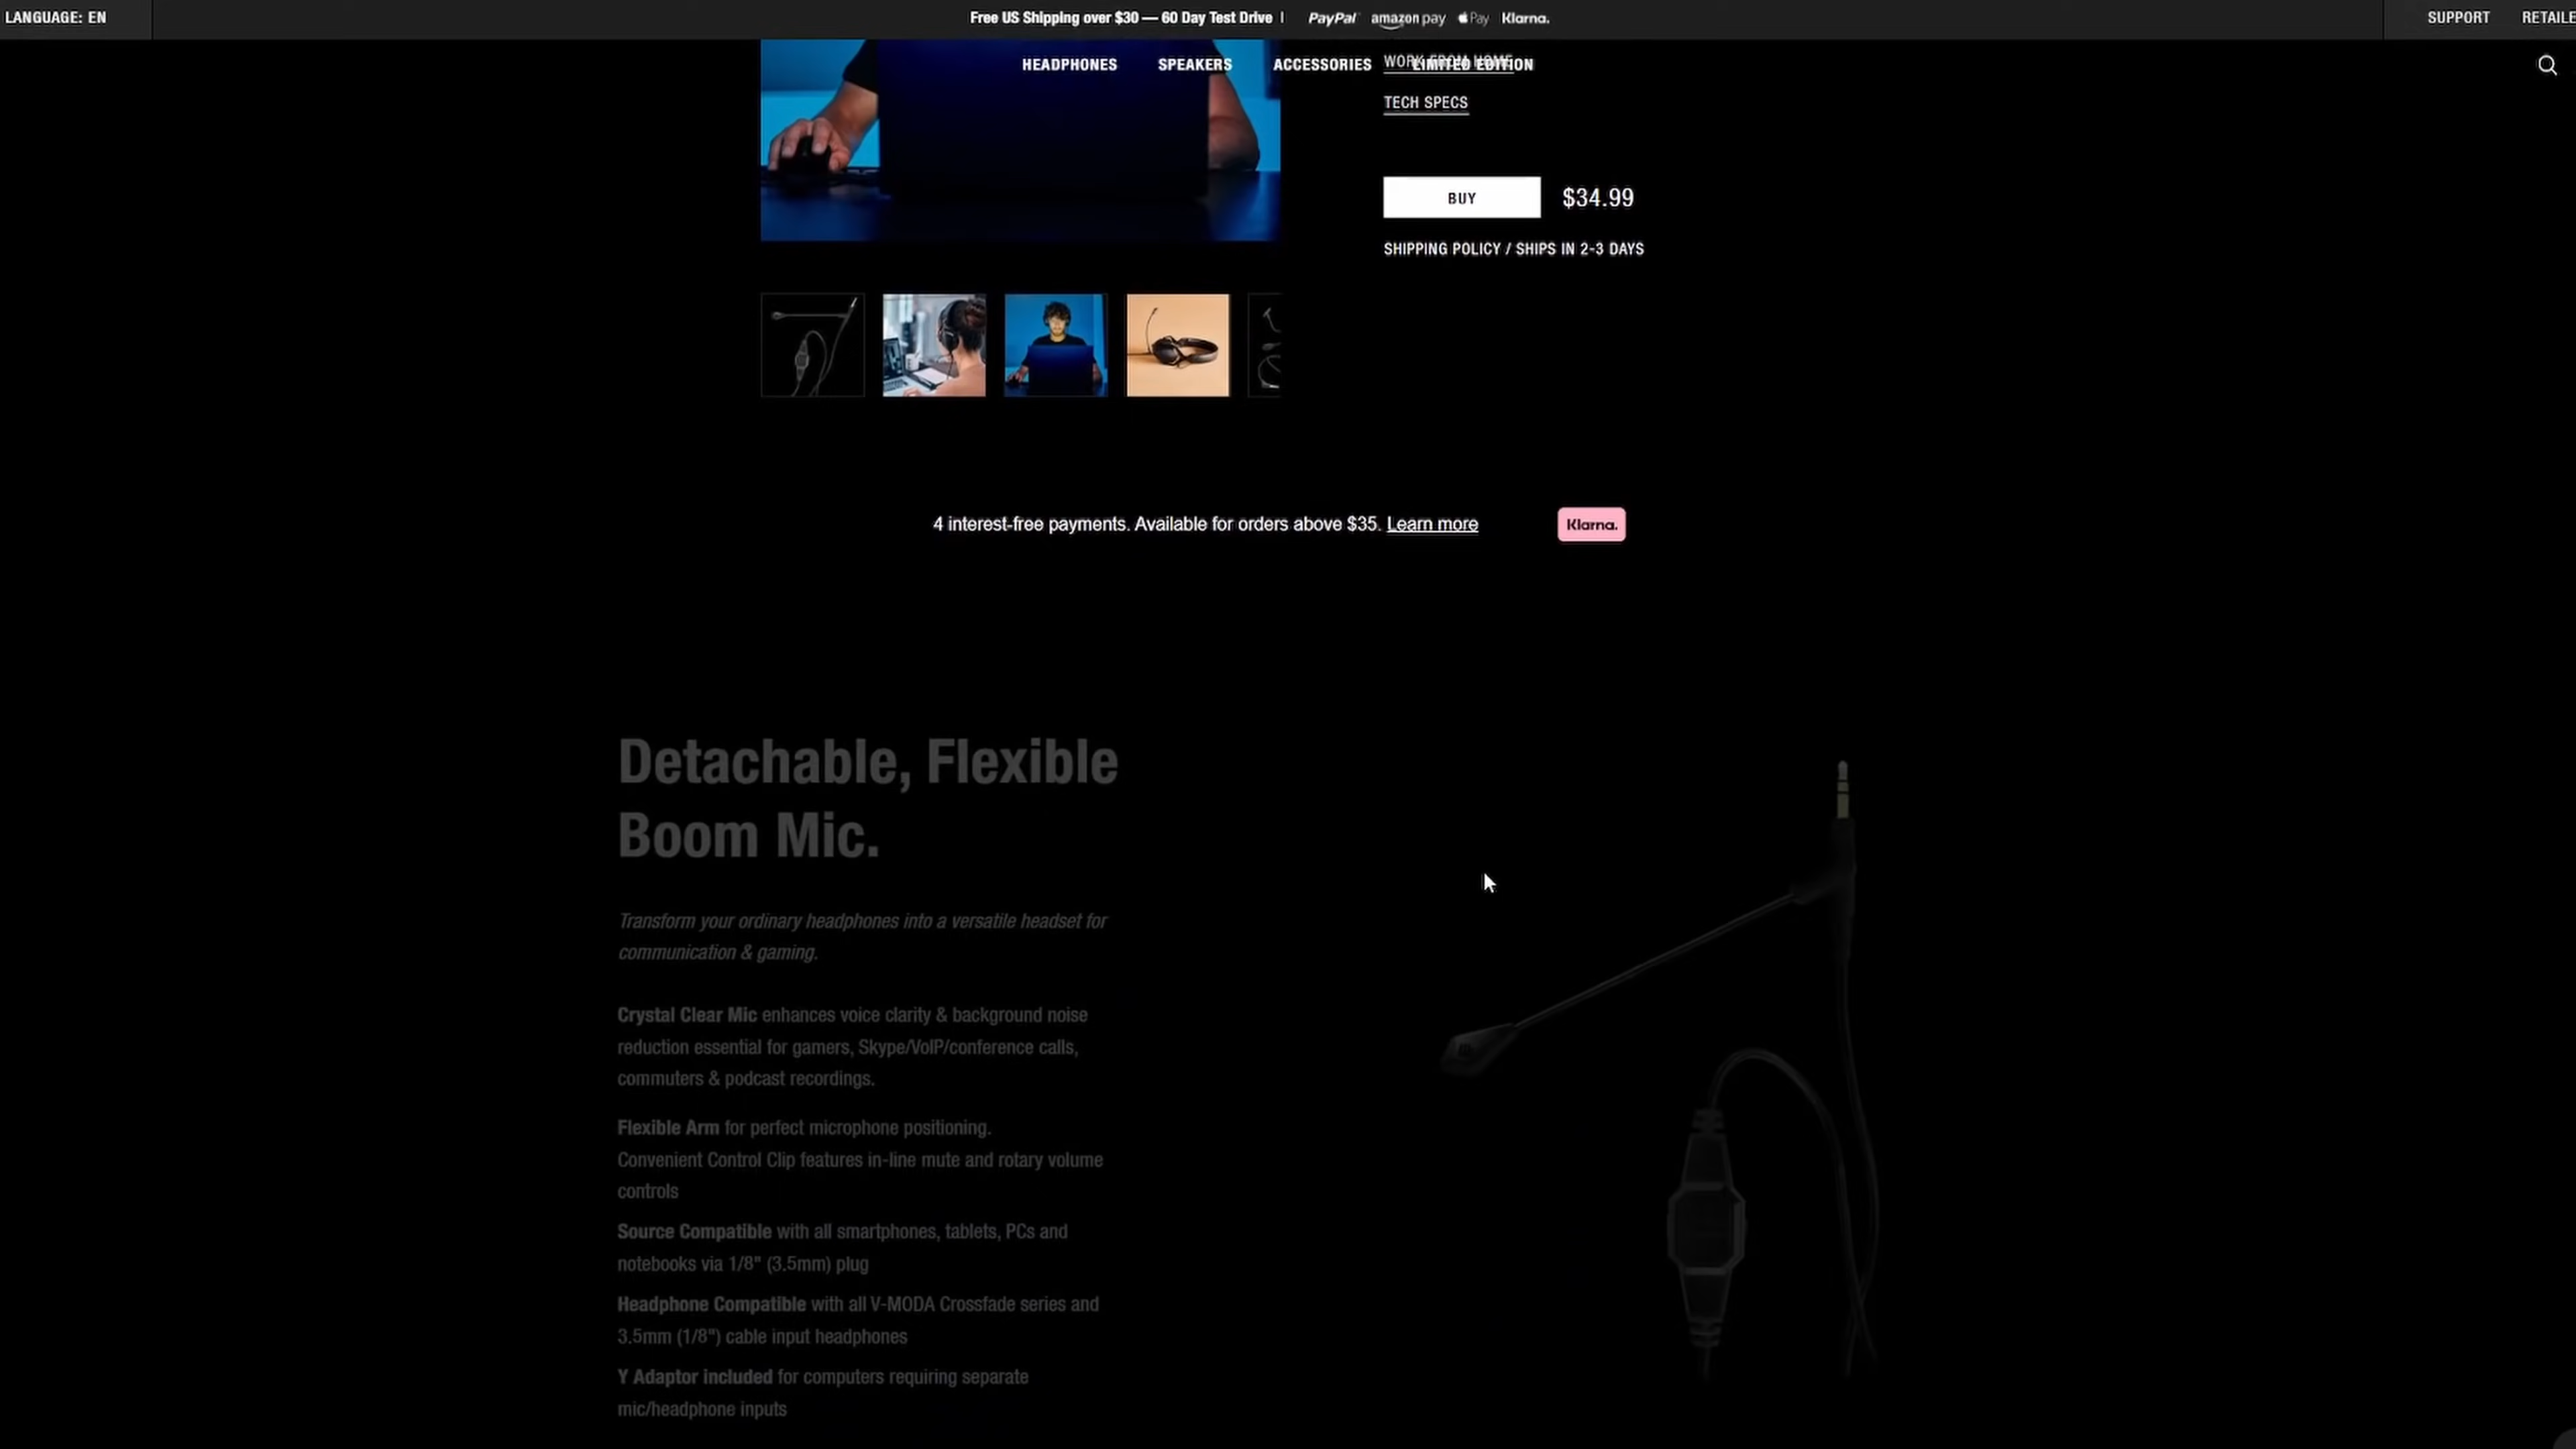 LANGUAGE: EN
Free US Shipping over $30 — 60 Day Test Drive |
PayPal amazon pay Pay Klarna.
SUPPORT
RETAILE
HEADPHONES
SPEAKERS
ACCESSORIES
LIMITED EDITION
WORK FROM HOME
TECH SPECS
BUY
$34.99
SHIPPING POLICY / SHIPS IN 2-3 DAYS
4 interest-free payments. Available for orders above $35. Learn more
Klarna.
Detachable, Flexible
Boom Mic.
Transform your ordinary headphones into a versatile headset for
communication & gaming.
Crystal Clear Mic enhances voice clarity & background noise
reduction essential for gamers, Skype/VoIP/conference calls,
commuters & podcast recordings.
Flexible Arm for perfect microphone positioning.
Convenient Control Clip features in-line mute and rotary volume
controls
Source Compatible with all smartphones, tablets, PCs and
notebooks via 1/8" (3.5mm) plug
Headphone Compatible with all V-MODA Crossfade series and
3.5mm (1/8") cable input headphones
Y Adaptor included for computers requiring separate
mic/headphone inputs